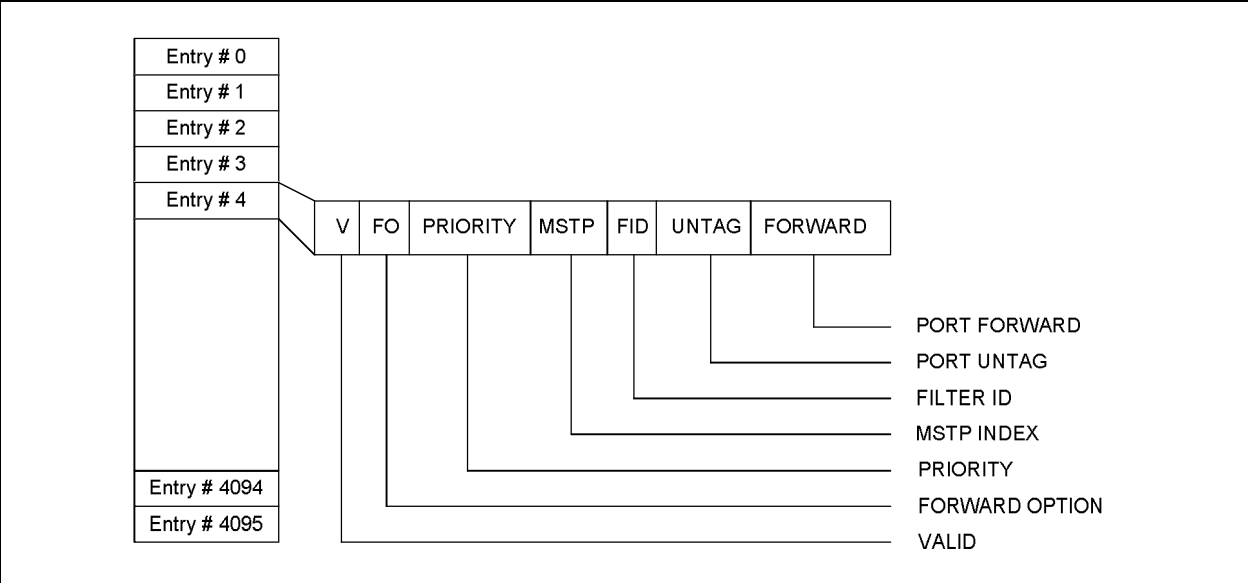 Entry # 0
Entry # 1
Entry # 2
Entry # 3
Entry # 4
V FO PRIORITY MSTP FID UNTAG FORWARD
PORT FORWARD
PORT UNTAG
FILTER ID
MSTP INDEX
PRIORITY
Entry # 4094
FORWARD OPTION
Entry # 4095
VALID